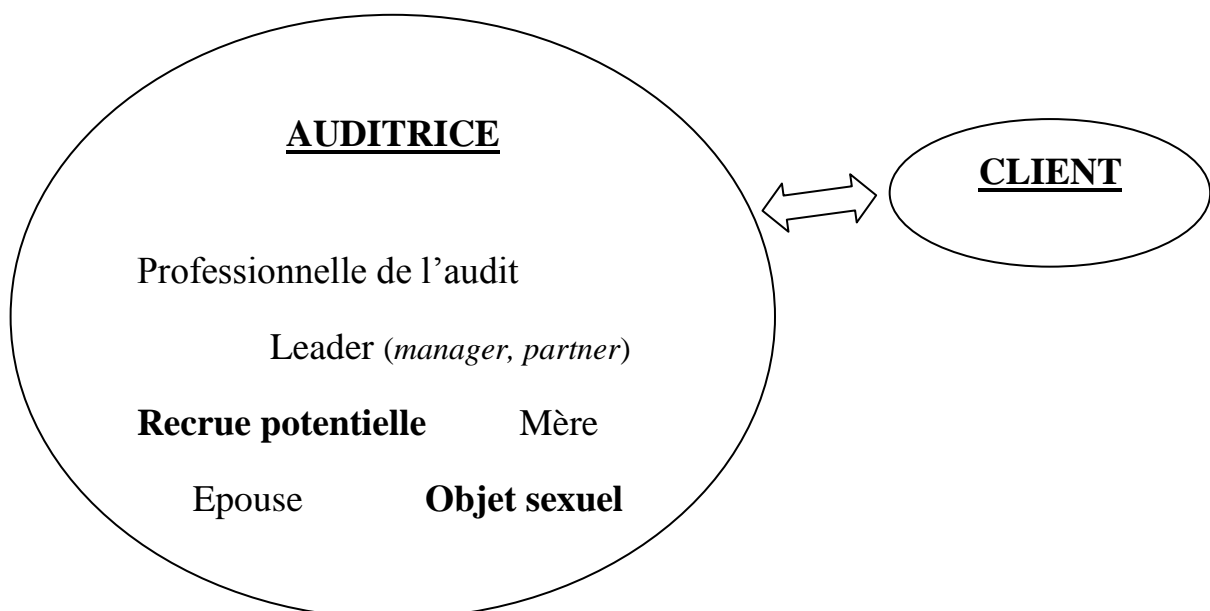 AUDITRICE
CLIENT
Professionnelle de l’audit
Leader (manager, partner)
Recrue potentielle Mère
Epouse Objet sexuel